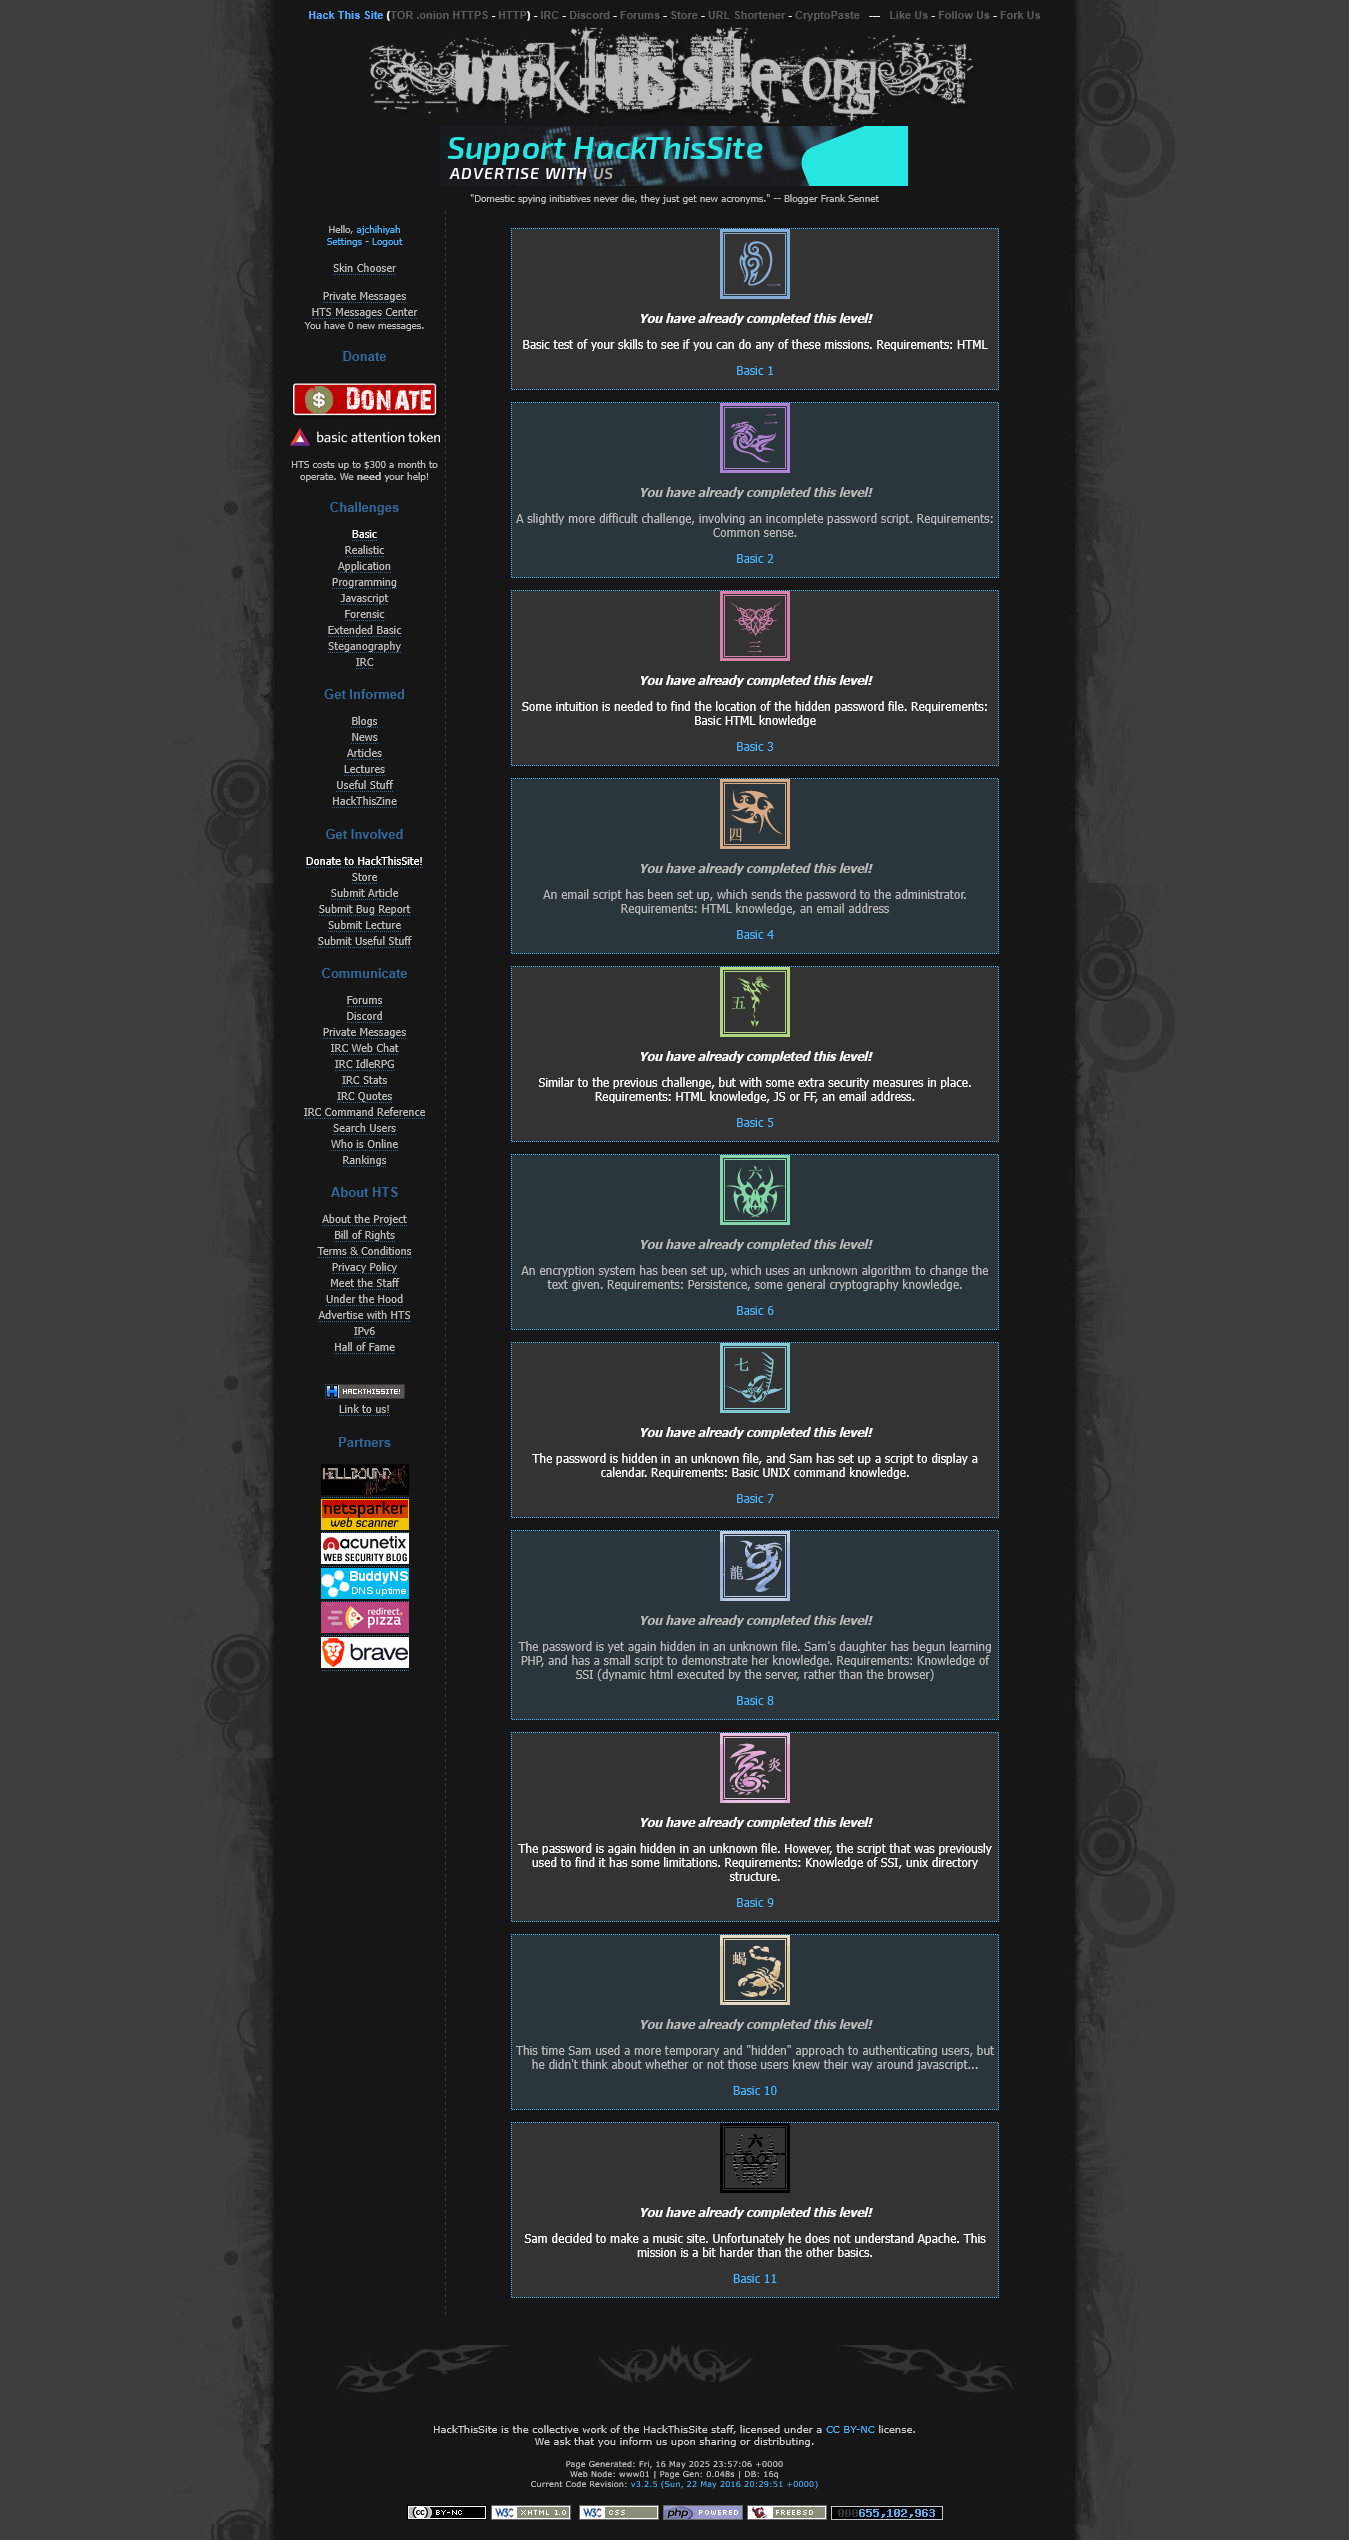 Hack This Site (TOR .onion HTTPS - HTTP) - IRC - Discord - Forums - Store - URL Shortener - CryptoPaste --- Like Us - Follow Us - Fork Us
HAckTHISSite.ORg
Support HackThisSite
ADVERTISE WITH US
"Domestic spying initiatives never die, they just get new acronyms." -- Blogger Frank Sennet
Hello, ajchihiyah
Settings - Logout
Skin Chooser
Private Messages
HTS Messages Center
You have 0 new messages.
Donate
$ DONATE
basic attention token
HTS costs up to $300 a month to
operate. We need your help!
Challenges
Basic
Realistic
Application
Programming
Javascript
Forensic
Extended Basic
Steganography
IRC
Get Informed
Blogs
News
Articles
Lectures
Useful Stuff
HackThisZine
Get Involved
Donate to HackThisSite!
Store
Submit Article
Submit Bug Report
Submit Lecture
Submit Useful Stuff
Communicate
Forums
Discord
Private Messages
IRC Web Chat
IRC IdleRPG
IRC Stats
IRC Quotes
IRC Command Reference
Search Users
Who is Online
Rankings
About HTS
About the Project
Bill of Rights
Terms & Conditions
Privacy Policy
Meet the Staff
Under the Hood
Advertise with HTS
IPv6
Hall of Fame
HACKTHISSITE!
Link to us!
Partners
HELLBOUND
netsparker
web scanner
acunetix
WEB SECURITY BLOG
BuddyNS
DNS uptime
redirect.
pizza
brave
一
You have already completed this level!
Basic test of your skills to see if you can do any of these missions. Requirements: HTML
Basic 1
二
You have already completed this level!
A slightly more difficult challenge, involving an incomplete password script. Requirements:
Common sense.
Basic 2
三
You have already completed this level!
Some intuition is needed to find the location of the hidden password file. Requirements:
Basic HTML knowledge
Basic 3
四
You have already completed this level!
An email script has been set up, which sends the password to the administrator.
Requirements: HTML knowledge, an email address
Basic 4
五
You have already completed this level!
Similar to the previous challenge, but with some extra security measures in place.
Requirements: HTML knowledge, JS or FF, an email address.
Basic 5
六
You have already completed this level!
An encryption system has been set up, which uses an unknown algorithm to change the
text given. Requirements: Persistence, some general cryptography knowledge.
Basic 6
七
You have already completed this level!
The password is hidden in an unknown file, and Sam has set up a script to display a
calendar. Requirements: Basic UNIX command knowledge.
Basic 7
龍
You have already completed this level!
The password is yet again hidden in an unknown file. Sam's daughter has begun learning
PHP, and has a small script to demonstrate her knowledge. Requirements: Knowledge of
SSI (dynamic html executed by the server, rather than the browser)
Basic 8
炎
You have already completed this level!
The password is again hidden in an unknown file. However, the script that was previously
used to find it has some limitations. Requirements: Knowledge of SSI, unix directory
structure.
Basic 9
蝎
You have already completed this level!
This time Sam used a more temporary and "hidden" approach to authenticating users, but
he didn't think about whether or not those users knew their way around javascript...
Basic 10
六
You have already completed this level!
Sam decided to make a music site. Unfortunately he does not understand Apache. This
mission is a bit harder than the other basics.
Basic 11
HackThisSite is the collective work of the HackThisSite staff, licensed under a CC BY-NC license.
We ask that you inform us upon sharing or distributing.
Page Generated: Fri, 16 May 2025 23:57:06 +0000
Web Node: www01 | Page Gen: 0.048s | DB: 16q
Current Code Revision: v3.2.5 (Sun, 22 May 2016 20:29:51 +0000)
cc BY-NC W3C XHTML 1.0 W3C CSS php POWERED FREEBSD 000655,102,963